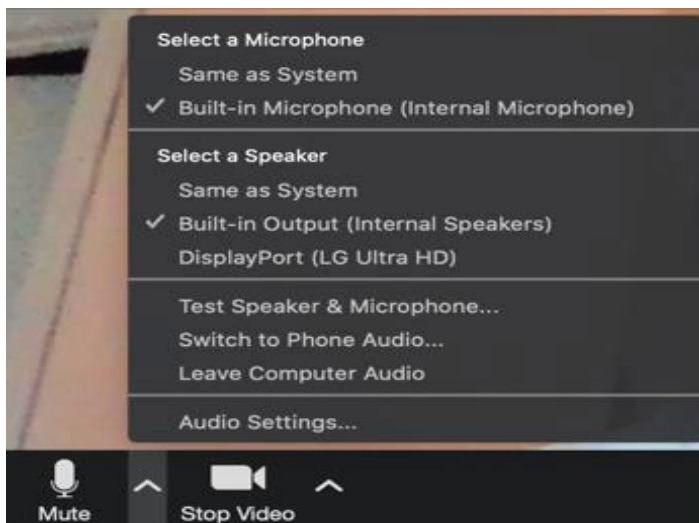 Select a Microphone
Same as System
Built-in Microphone (Internal Microphone)
Select a Speaker
Same as System
Built-in Output (Internal Speakers)
DisplayPort (LG Ultra HD)
Test Speaker & Microphone...
Switch to Phone Audio...
Leave Computer Audio
Audio Settings...
Mute
Stop Video